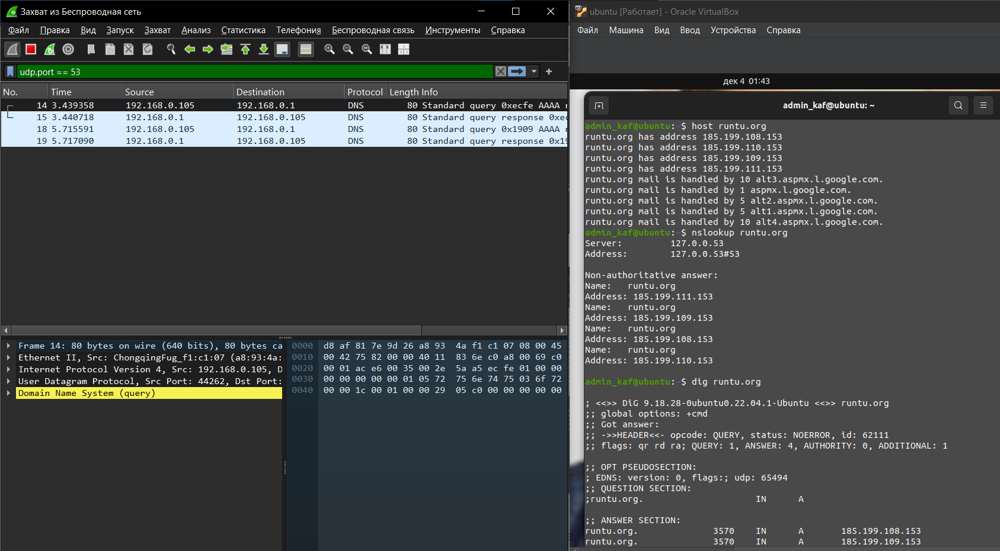 Захват из Беспроводная сеть
Файл Правка Вид Запуск Захват Анализ Статистика Телефония Беспроводная связь Инструменты Справка
udp.port == 53
No. Time Source Destination Protocol Length Info
14 3.439358 192.168.0.105 192.168.0.1 DNS 80 Standard query 0xecfe AAAA r
15 3.440718 192.168.0.1 192.168.0.105 DNS 80 Standard query response 0xec
18 5.715591 192.168.0.105 192.168.0.1 DNS 80 Standard query 0x1909 AAAA r
19 5.717090 192.168.0.1 192.168.0.105 DNS 80 Standard query response 0x19
Frame 14: 80 bytes on wire (640 bits), 80 bytes ca
Ethernet II, Src: ChongqingFug_f1:c1:07 (a8:93:4a:
Internet Protocol Version 4, Src: 192.168.0.105, D
User Datagram Protocol, Src Port: 44262, Dst Port:
Domain Name System (query)
0000 d8 af 81 7e 9d 26 a8 93 4a f1 c1 07 08 00 45
0010 00 42 75 82 00 00 40 11 83 6e c0 a8 00 69 c0
0020 00 01 ac e6 00 35 00 2e 5a a5 ec fe 01 00 00
0030 00 00 00 00 00 01 05 72 75 6e 74 75 03 6f 72
0040 00 00 1c 00 01 00 00 29 05 c0 00 00 00 00 00
ubuntu [Работает] - Oracle VirtualBox
Файл Машина Вид Ввод Устройства Справка
дек 4 01:43
admin_kaf@ubuntu: ~
admin_kaf@ubuntu:~$ host runtu.org
runtu.org has address 185.199.108.153
runtu.org has address 185.199.110.153
runtu.org has address 185.199.109.153
runtu.org has address 185.199.111.153
runtu.org mail is handled by 10 alt3.aspmx.l.google.com.
runtu.org mail is handled by 1 aspmx.l.google.com.
runtu.org mail is handled by 5 alt2.aspmx.l.google.com.
runtu.org mail is handled by 5 alt1.aspmx.l.google.com.
runtu.org mail is handled by 10 alt4.aspmx.l.google.com.
admin_kaf@ubuntu:~$ nslookup runtu.org
Server: 127.0.0.53
Address: 127.0.0.53#53
Non-authoritative answer:
Name: runtu.org
Address: 185.199.111.153
Name: runtu.org
Address: 185.199.109.153
Name: runtu.org
Address: 185.199.108.153
Name: runtu.org
Address: 185.199.110.153
admin_kaf@ubuntu:~$ dig runtu.org
; <<>> DiG 9.18.28-0ubuntu0.22.04.1-Ubuntu <<>> runtu.org
;; global options: +cmd
;; Got answer:
;; ->>HEADER<<- opcode: QUERY, status: NOERROR, id: 62111
;; flags: qr rd ra; QUERY: 1, ANSWER: 4, AUTHORITY: 0, ADDITIONAL: 1
;; OPT PSEUDOSECTION:
; EDNS: version: 0, flags:; udp: 65494
;; QUESTION SECTION:
;runtu.org. IN A
;; ANSWER SECTION:
runtu.org. 3570 IN A 185.199.108.153
runtu.org. 3570 IN A 185.199.109.153